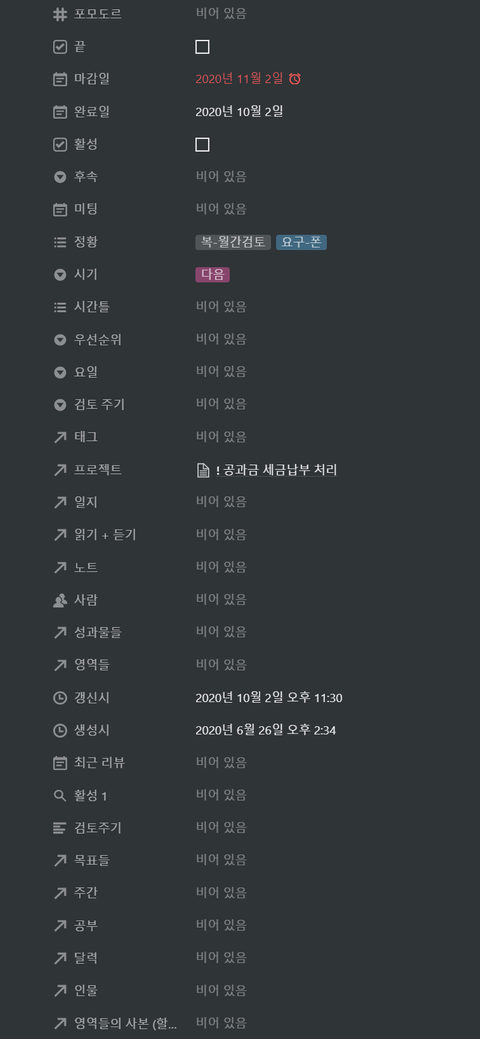 포모도르 비어 있음
끝
마감일 2020년 11월 2일
완료일 2020년 10월 2일
활성
후속 비어 있음
미팅 비어 있음
정황 복-월간검토 요구-폰
시기 다음
시간틀 비어 있음
우선순위 비어 있음
요일 비어 있음
검토 주기 비어 있음
태그 비어 있음
프로젝트 ! 공과금 세금납부 처리
일지 비어 있음
읽기 + 듣기 비어 있음
노트 비어 있음
사람 비어 있음
성과물들 비어 있음
영역들 비어 있음
갱신시 2020년 10월 2일 오후 11:30
생성시 2020년 6월 26일 오후 2:34
최근 리뷰 비어 있음
활성 1 비어 있음
검토주기 비어 있음
목표들 비어 있음
주간 비어 있음
공부 비어 있음
달력 비어 있음
인물 비어 있음
영역들의 사본 (할... 비어 있음